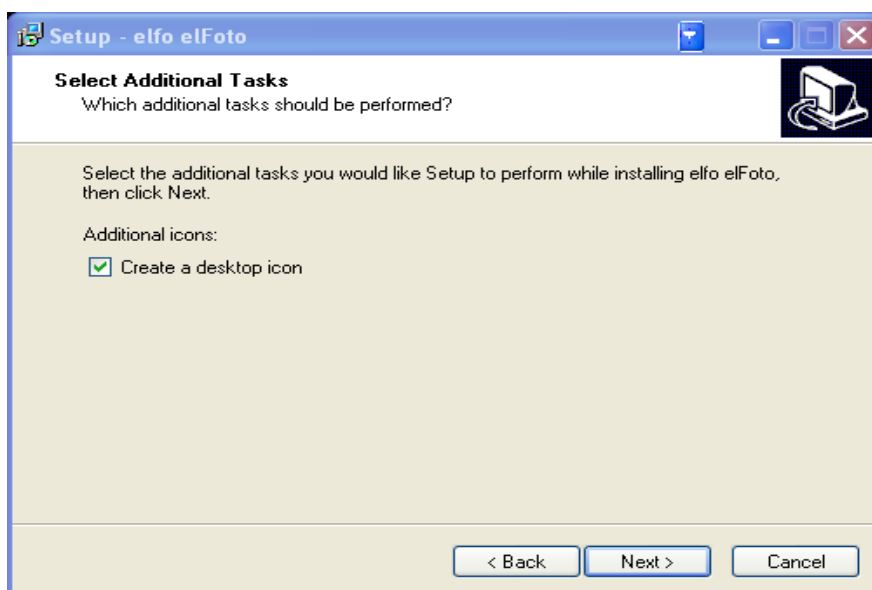 Setup - elfo elFoto
Select Additional Tasks
Which additional tasks should be performed?
Select the additional tasks you would like Setup to perform while installing elfo elFoto,
then click Next.
Additional icons:
Create a desktop icon
< Back
Next >
Cancel